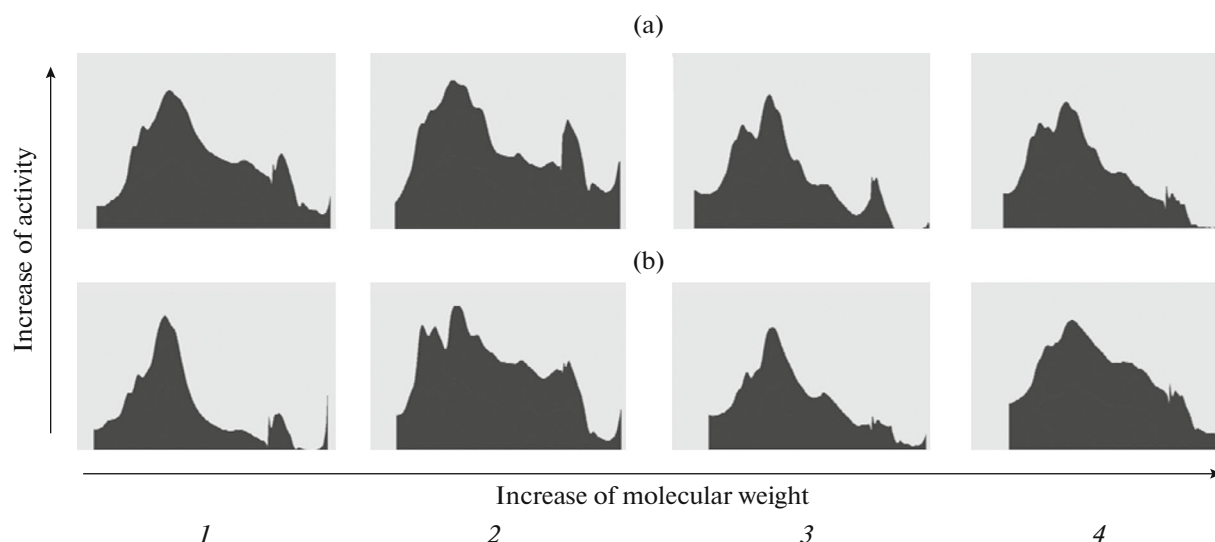 (a)
Increase of activity
(b)
Increase of molecular weight
1
2
3
4